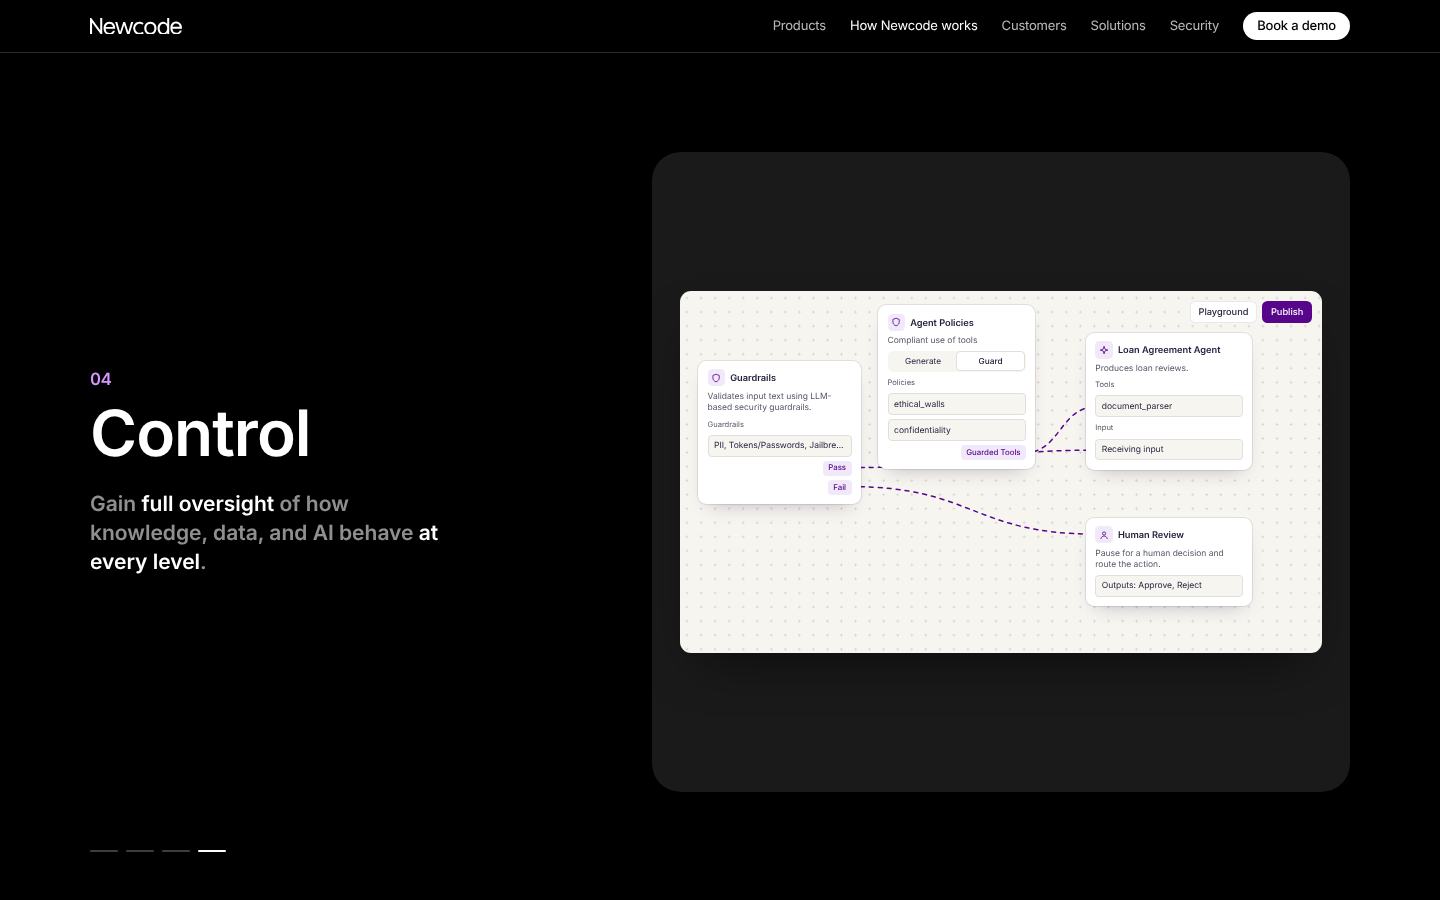 Newcode
Products
How Newcode works
Customers
Solutions
Security
Book a demo
04
Control
Gain full oversight of how
knowledge, data, and AI behave at
every level.
Playground
Publish
Guardrails
Validates input text using LLM-
based security guardrails.
Guardrails
PII, Tokens/Passwords, Jailbre...
Pass
Fail
Agent Policies
Compliant use of tools
Generate
Guard
Policies
ethical_walls
confidentiality
Guarded Tools
Loan Agreement Agent
Produces loan reviews.
Tools
document_parser
Input
Receiving input
Human Review
Pause for a human decision and
route the action.
Outputs: Approve, Reject